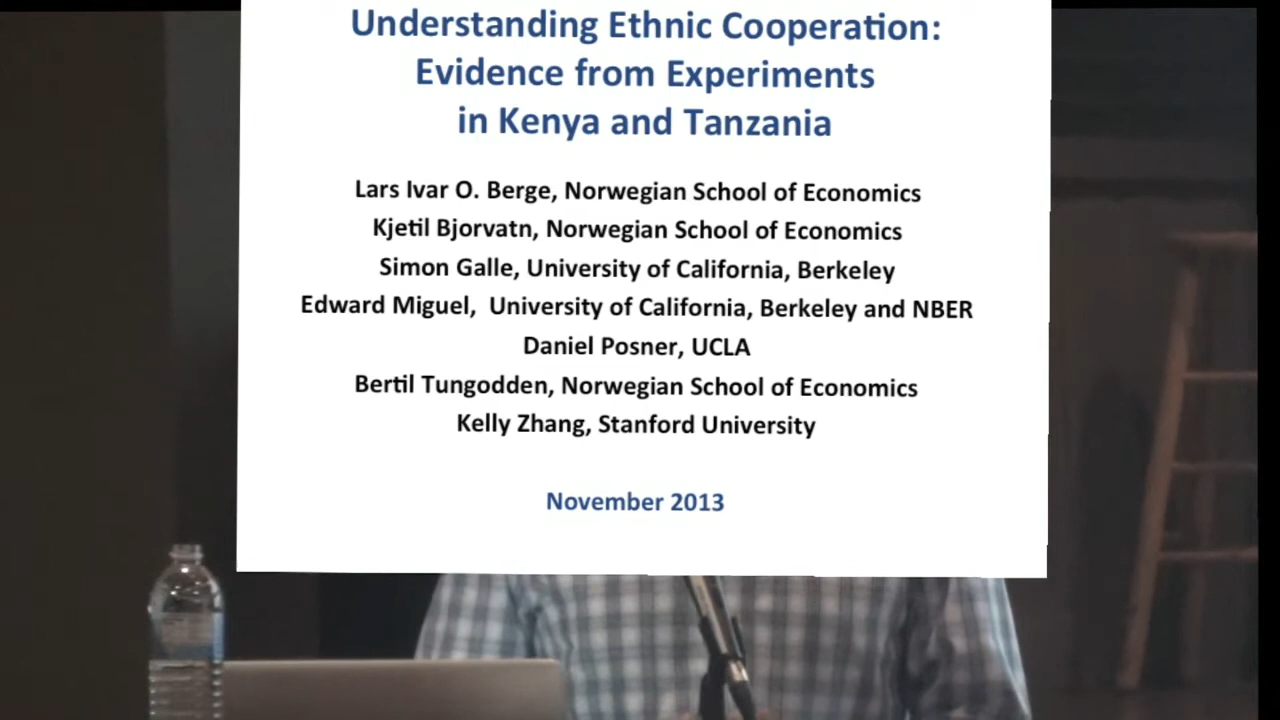 Understanding Ethnic Cooperation:
Evidence from Experiments
in Kenya and Tanzania
Lars Ivar O. Berge, Norwegian School of Economics
Kjetil Bjorvatn, Norwegian School of Economics
Simon Galle, University of California, Berkeley
Edward Miguel, University of California, Berkeley and NBER
Daniel Posner, UCLA
Bertil Tungodden, Norwegian School of Economics
Kelly Zhang, Stanford University
November 2013